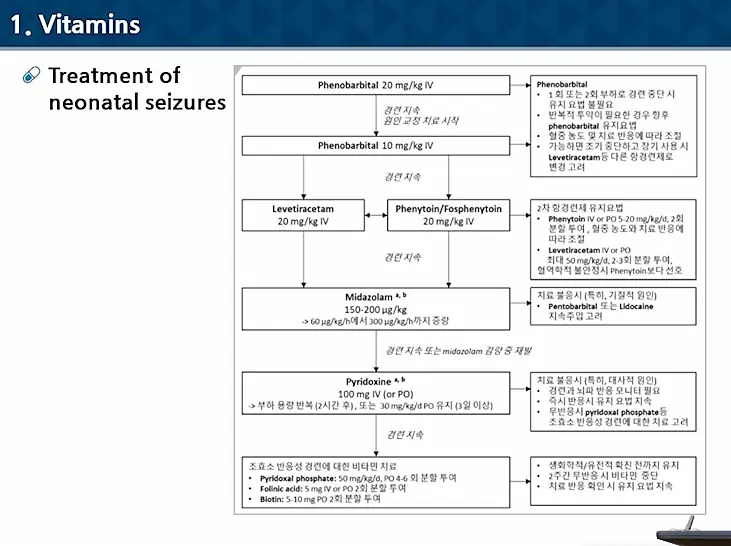 1. Vitamins
Treatment of
neonatal seizures
Phenobarbital 20 mg/kg IV
경련 지속
원인 교정 치료 시작
Phenobarbital 10 mg/kg IV
Phenobarbital
• 1회 또는 2회 부하로 경련 중단 시
유지 요법 불필요
• 반복적 투약이 필요한 경우 향후
phenobarbital 유지요법
• 혈중 농도 및 치료 반응에 따라 조절
• 가능하면 조기 중단하고 장기 사용 시
Levetiracetam등 다른 항경련제로
변경 고려
경련 지속
Levetiracetam
20 mg/kg IV
Phenytoin/Fosphenytoin
20 mg/kg IV
2차 항경련제 유지요법
• Phenytoin IV or PO 5-20 mg/kg/d, 2회
분할 투여, 혈중 농도와 치료 반응에
따라 조절
• Levetiracetam IV or PO
최대 50 mg/kg/d, 2-3회 분할 투여,
혈역학적 불안정시 Phenytoin보다 선호
경련 지속
Midazolam a, b
150-200 μg/kg
-> 60 μg/kg/h에서 300 μg/kg/h까지 증량
치료 불응시 (특히, 기질적 원인)
• Pentobarbital 또는 Lidocaine
지속주입 고려
경련 지속 또는 midazolam 감량 중 재발
Pyridoxine a, b
100 mg IV (or PO)
-> 부하 용량 반복 (2시간 후), 또는 30 mg/kg/d PO 유지 (3일 이상)
치료 불응시 (특히, 대사적 원인)
• 경련과 뇌파 반응 모니터 필요
• 즉시 반응시 유지 요법 지속
• 무반응시 pyridoxal phosphate등
조효소 반응성 경련에 대한 치료 고려
경련 지속
조효소 반응성 경련에 대한 비타민 치료
• Pyridoxal phosphate: 50 mg/kg/d, PO 4-6 회 분할 투여
• Folinic acid: 5 mg IV or PO 2회 분할 투여
• Biotin: 5-10 mg PO 2회 분할 투여
• 생화학적/유전적 확진 전까지 유지
• 2주간 무반응 시 비타민 중단
• 치료 반응 확인 시 유지 요법 지속